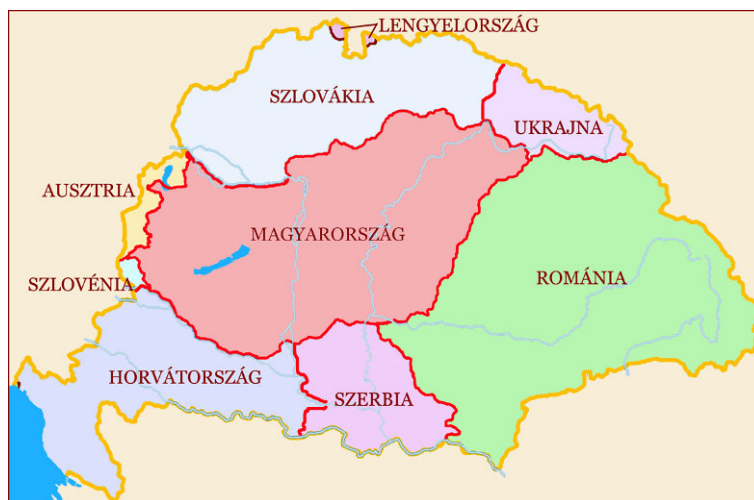 LENGYELORSZÁG
SZLOVÁKIA
UKRAJNA
AUSZTRIA
MAGYARORSZÁG
SZLOVÉNIA
ROMÁNIA
HORVÁTORSZÁG
SZERBIA